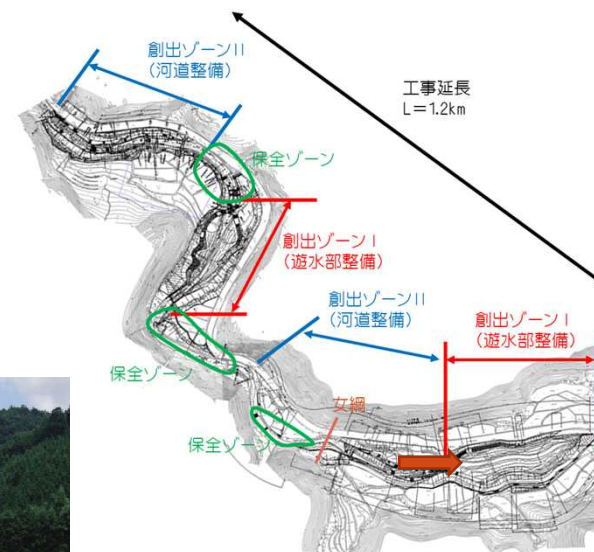 創出ゾーンII
（河道整備）
工事延長
L＝1.2km
保全ゾーン
創出ゾーンI
（遊水部整備）
創出ゾーンII
（河道整備）
創出ゾーンI
（遊水部整備）
保全ゾーン
女綱
保全ゾーン